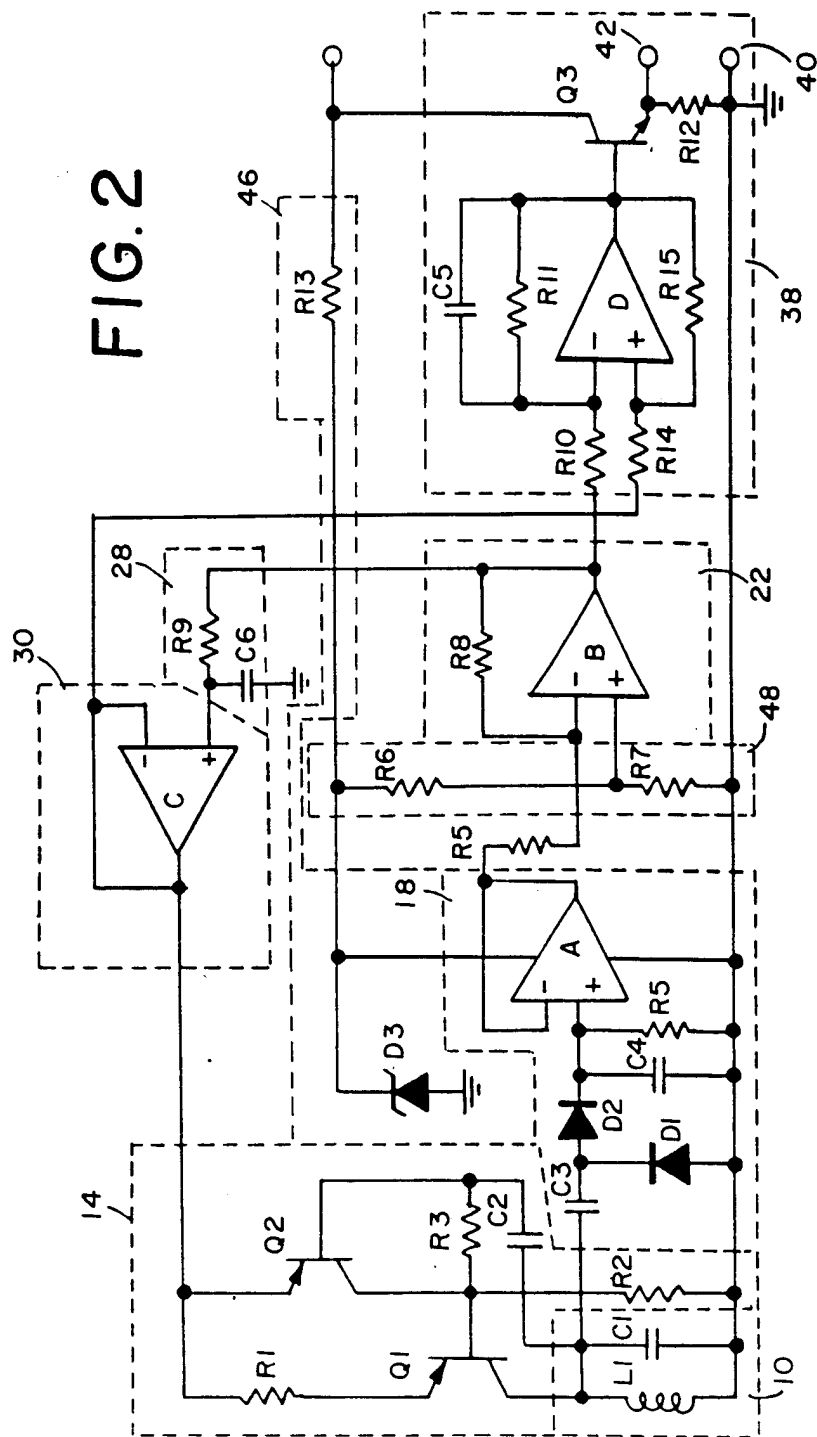 FIG. 2
30
28
46
14
18
22
48
38
42
40
10
R1
Q1
Q2
R3
C2
L1
C1
R2
C3
D1
D2
D3
C4
R5
A
-
+
R5
R6
R7
R8
B
-
+
C
-
+
R9
C6
R13
R10
R14
C5
R11
D
-
+
R15
Q3
R12